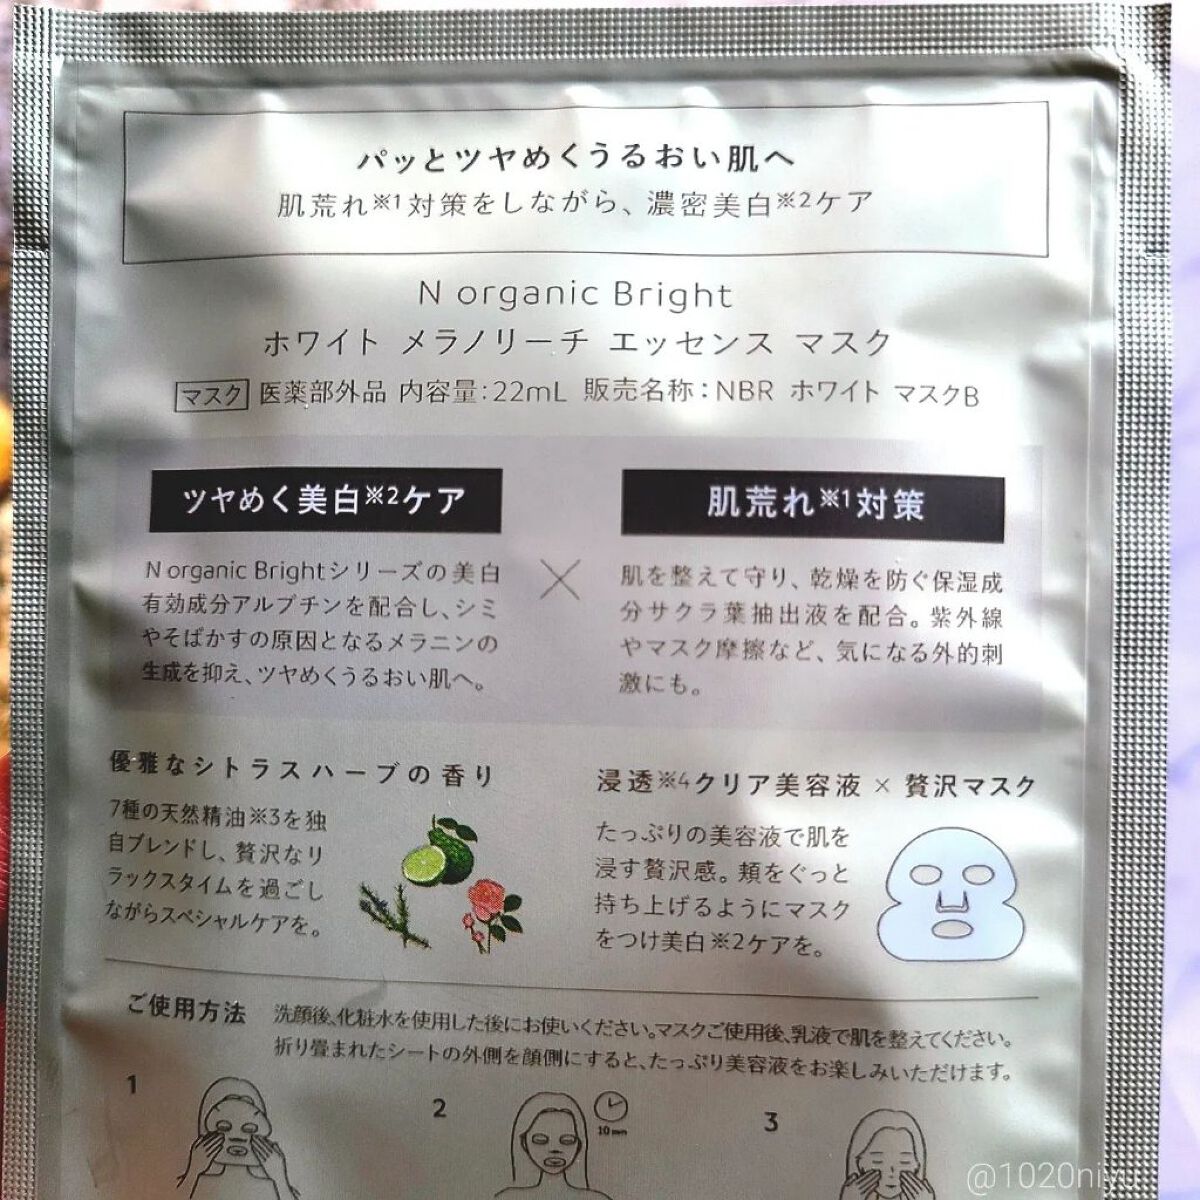 パッとツヤめくうるおい肌へ
肌荒れ※1対策をしながら、濃密美白※2ケア
N organic Bright
ホワイト メラノリーチ エッセンス マスク
マスク 医薬部外品 内容量:22mL 販売名称:NBR ホワイト マスクB
ツヤめく美白※2ケア
N organic Brightシリーズの美白
有効成分アルブチンを配合し、シミ
やそばかすの原因となるメラニンの
生成を抑え、ツヤめくうるおい肌へ。
×
肌荒れ※1対策
肌を整えて守り、乾燥を防ぐ保湿成
分サクラ葉抽出液を配合。紫外線
やマスク摩擦など、気になる外的刺
激にも。
優雅なシトラスハーブの香り
7種の天然精油※3を独
自ブレンドし、贅沢なリ
ラックスタイムを過ごし
ながらスペシャルケアを。
浸透※4クリア美容液 × 贅沢マスク
たっぷりの美容液で肌を
浸す贅沢感。頬をぐっと
持ち上げるようにマスク
をつけ美白※2ケアを。
ご使用方法
洗顔後、化粧水を使用した後にお使いください。マスクご使用後、乳液で肌を整えてください。
折り畳まれたシートの外側を顔側にすると、たっぷり美容液をお楽しみいただけます。
1
2
10min
3